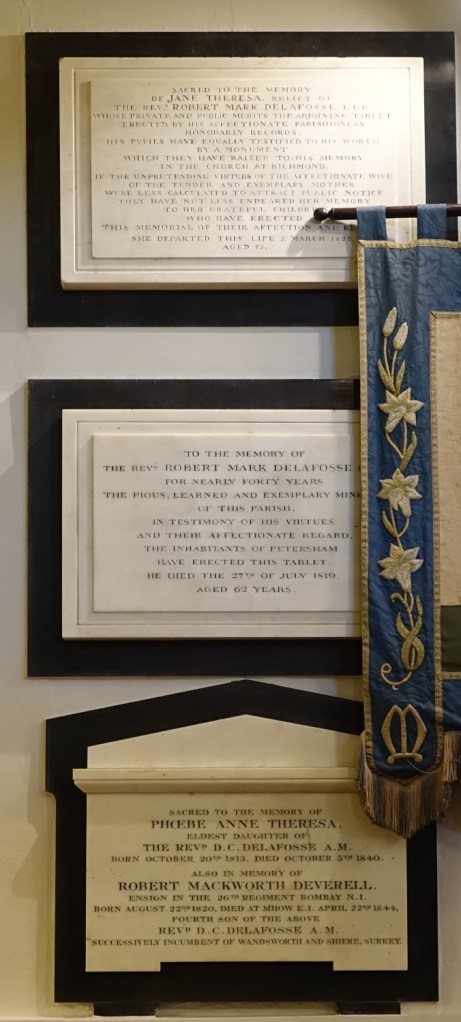 SACRED TO THE MEMORY
OF JANE THERESA, RELICT OF
THE REVD. ROBERT MARK DELAFOSSE L.L.B.
WHOSE PRIVATE AND PUBLIC MERITS THE ADJOINING TABLET
ERECTED BY HIS AFFECTIONATE PARISHIONERS
HONORABLY RECORDS.
HIS PUPILS HAVE EQUALLY TESTIFIED TO HIS WORTH
BY A MONUMENT
WHICH THEY HAVE RAISED TO HIS MEMORY
IN THE CHURCH AT RICHMOND.
IF THE UNPRETENDING VIRTUES OF THE AFFECTIONATE WIFE
OF THE TENDER AND EXEMPLARY MOTHER
WERE LESS CALCULATED TO ATTRACT PUBLIC NOTICE
THEY HAVE NOT LESS ENDEARED HER MEMORY
TO HER GRATEFUL
WHO HAVE ERECTED
THIS MEMORIAL OF THEIR AFFECTION AND
SHE DEPARTED THIS LIFE 2 MARCH
AGED
TO THE MEMORY OF
THE REVD. ROBERT MARK DELAFOSSE
FOR NEARLY FORTY YEARS
THE PIOUS, LEARNED AND EXEMPLARY
OF THIS PARISH.
IN TESTIMONY OF HIS VIRTUES
AND THEIR AFFECTIONATE REGARD,
THE INHABITANTS OF PETERSHAM
HAVE ERECTED THIS TABLET:
HE DIED THE 27TH OF JULY 1819.
AGED 62 YEARS.
SACRED TO THE MEMORY OF
PHŒBE ANNE THERESA,
ELDEST DAUGHTER OF
THE REVD. D.C. DELAFOSSE A.M.
BORN OCTOBER 20TH 1813, DIED OCTOBER 5TH 1840.
ALSO IN MEMORY OF
ROBERT MACKWORTH DEVERELL,
ENSIGN IN THE 26TH REGIMENT BOMBAY N.I.
BORN AUGUST 22ND 1820, DIED AT MHOW E.I. APRIL 22ND 1844,
FOURTH SON OF THE ABOVE
REVD. D.C. DELAFOSSE A.M.
SUCCESSIVELY INCUMBENT OF WANDSWORTH AND SHIERE, SURREY.
M